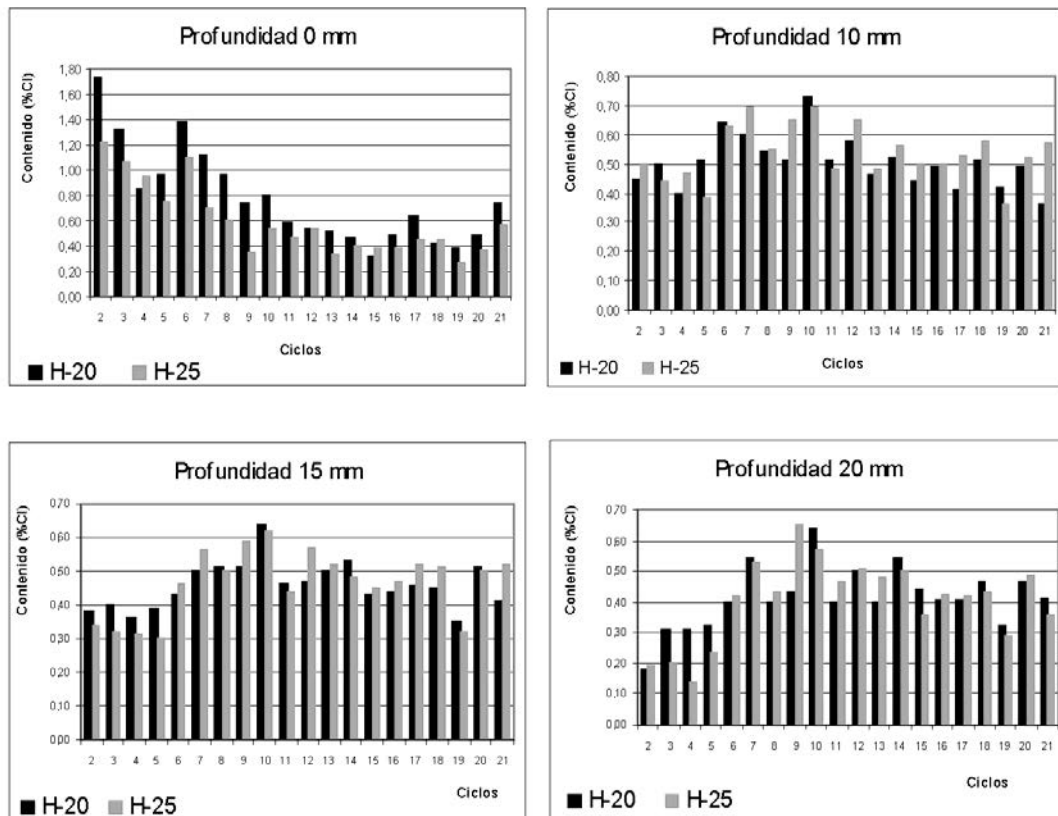 Profundidad 0 mm
Contenido (%Cl)
1,80
1,60
1,40
1,20
1,00
0,80
0,60
0,40
0,20
0,00
2 3 4 5 6 7 8 9 10 11 12 13 14 15 16 17 18 19 20 21
Ciclos
H-20 H-25
Profundidad 10 mm
Contenido (%Cl)
0,80
0,70
0,60
0,50
0,40
0,30
0,20
0,10
0,00
2 3 4 5 6 7 8 9 10 11 12 13 14 15 16 17 18 19 20 21
H-20 H-25 Ciclos
Profundidad 15 mm
Contenido (%Cl)
0,70
0,60
0,50
0,40
0,30
0,20
0,10
0,00
2 3 4 5 6 7 8 9 10 11 12 13 14 15 16 17 18 19 20 21
Ciclos
H-20 H-25
Profundidad 20 mm
Contenido (%Cl)
0,70
0,60
0,50
0,40
0,30
0,20
0,10
0,00
2 3 4 5 6 7 8 9 10 11 12 13 14 15 16 17 18 19 20 21
Ciclos
H-20 H-25